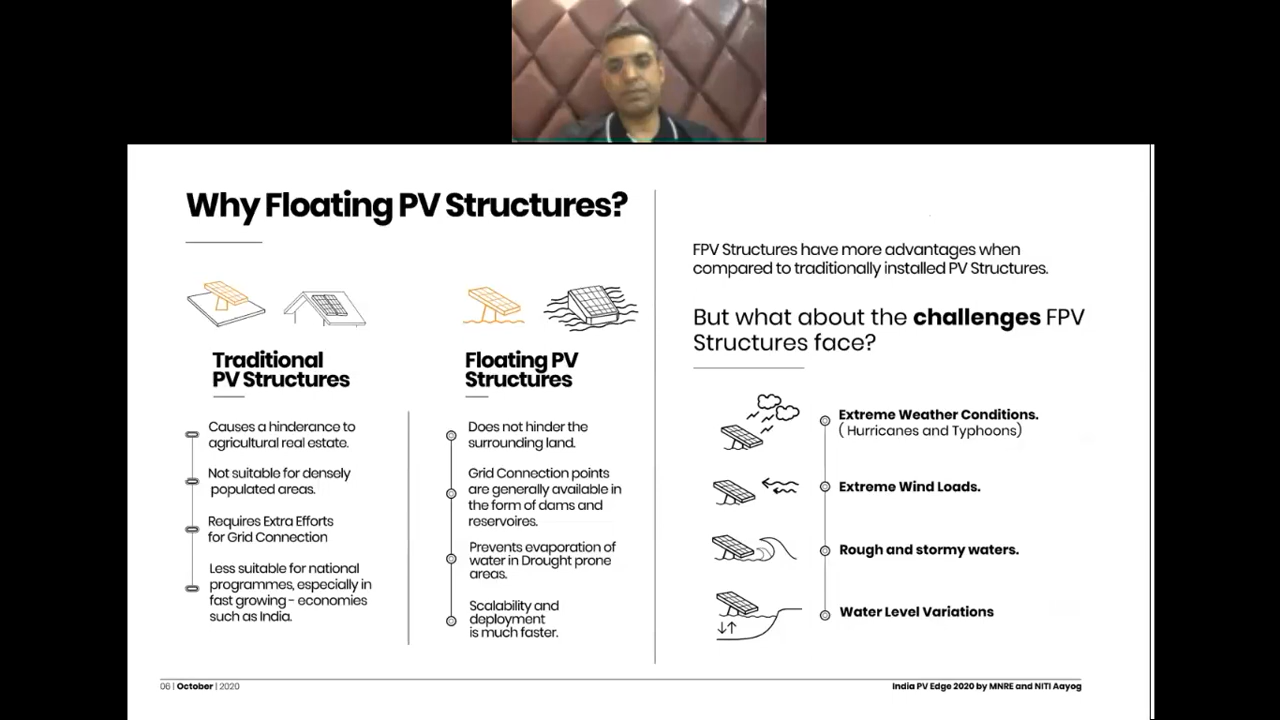 Why Floating PV Structures?
Traditional
PV Structures
Causes a hinderance to
agricultural real estate.
Not suitable for densely
populated areas.
Requires Extra Efforts
for Grid Connection
Less suitable for national
programmes, especially in
fast growing - economies
such as India.
Floating PV
Structures
Does not hinder the
surrounding land.
Grid Connection points
are generally available in
the form of dams and
reservoires.
Prevents evaporation of
water in Drought prone
areas.
Scalability and
deployment
is much faster.
FPV Structures have more advantages when
compared to traditionally installed PV Structures.
But what about the challenges FPV
Structures face?
Extreme Weather Conditions.
( Hurricanes and Typhoons)
Extreme Wind Loads.
Rough and stormy waters.
Water Level Variations
06 | October | 2020
India PV Edge 2020 by MNRE and NITI Aayog